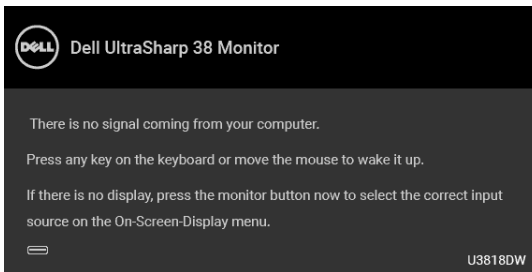 DELL Dell UltraSharp 38 Monitor
There is no signal coming from your computer.
Press any key on the keyboard or move the mouse to wake it up.
If there is no display, press the monitor button now to select the correct input
source on the On-Screen-Display menu.
U3818DW